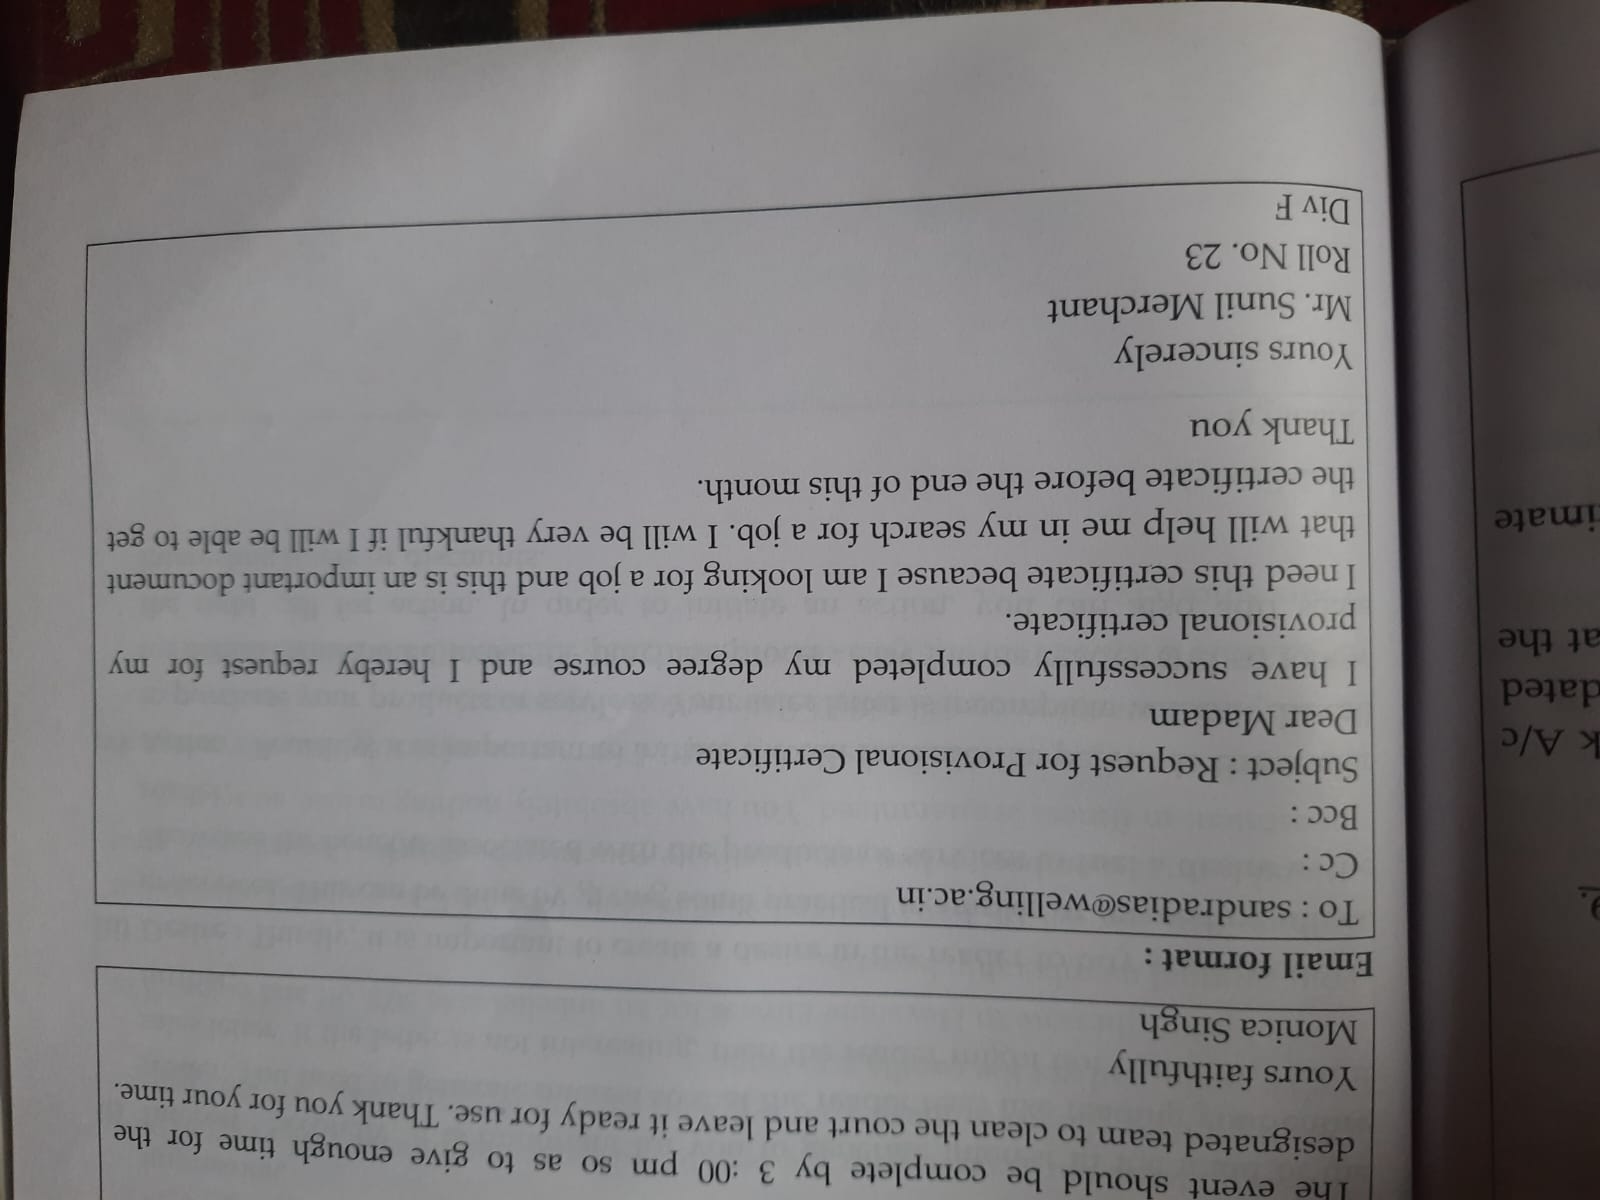 The event should be complete by 3 :00 pm so as to give enough time for the
designated team to clean the court and leave it ready for use. Thank you for your time.
Yours faithfully
Monica Singh
Email format :
To : sandradias@welling.ac.in
Cc :
Bcc :
Subject : Request for Provisional Certificate
Dear Madam
I have successfully completed my degree course and I hereby request for my
provisional certificate.
I need this certificate because I am looking for a job and this is an important document
that will help me in my search for a job. I will be very thankful if I will be able to get
the certificate before the end of this month.
Thank you
Yours sincerely
Mr. Sunil Merchant
Roll No. 23
Div F
k A/c
dated
at the
imate